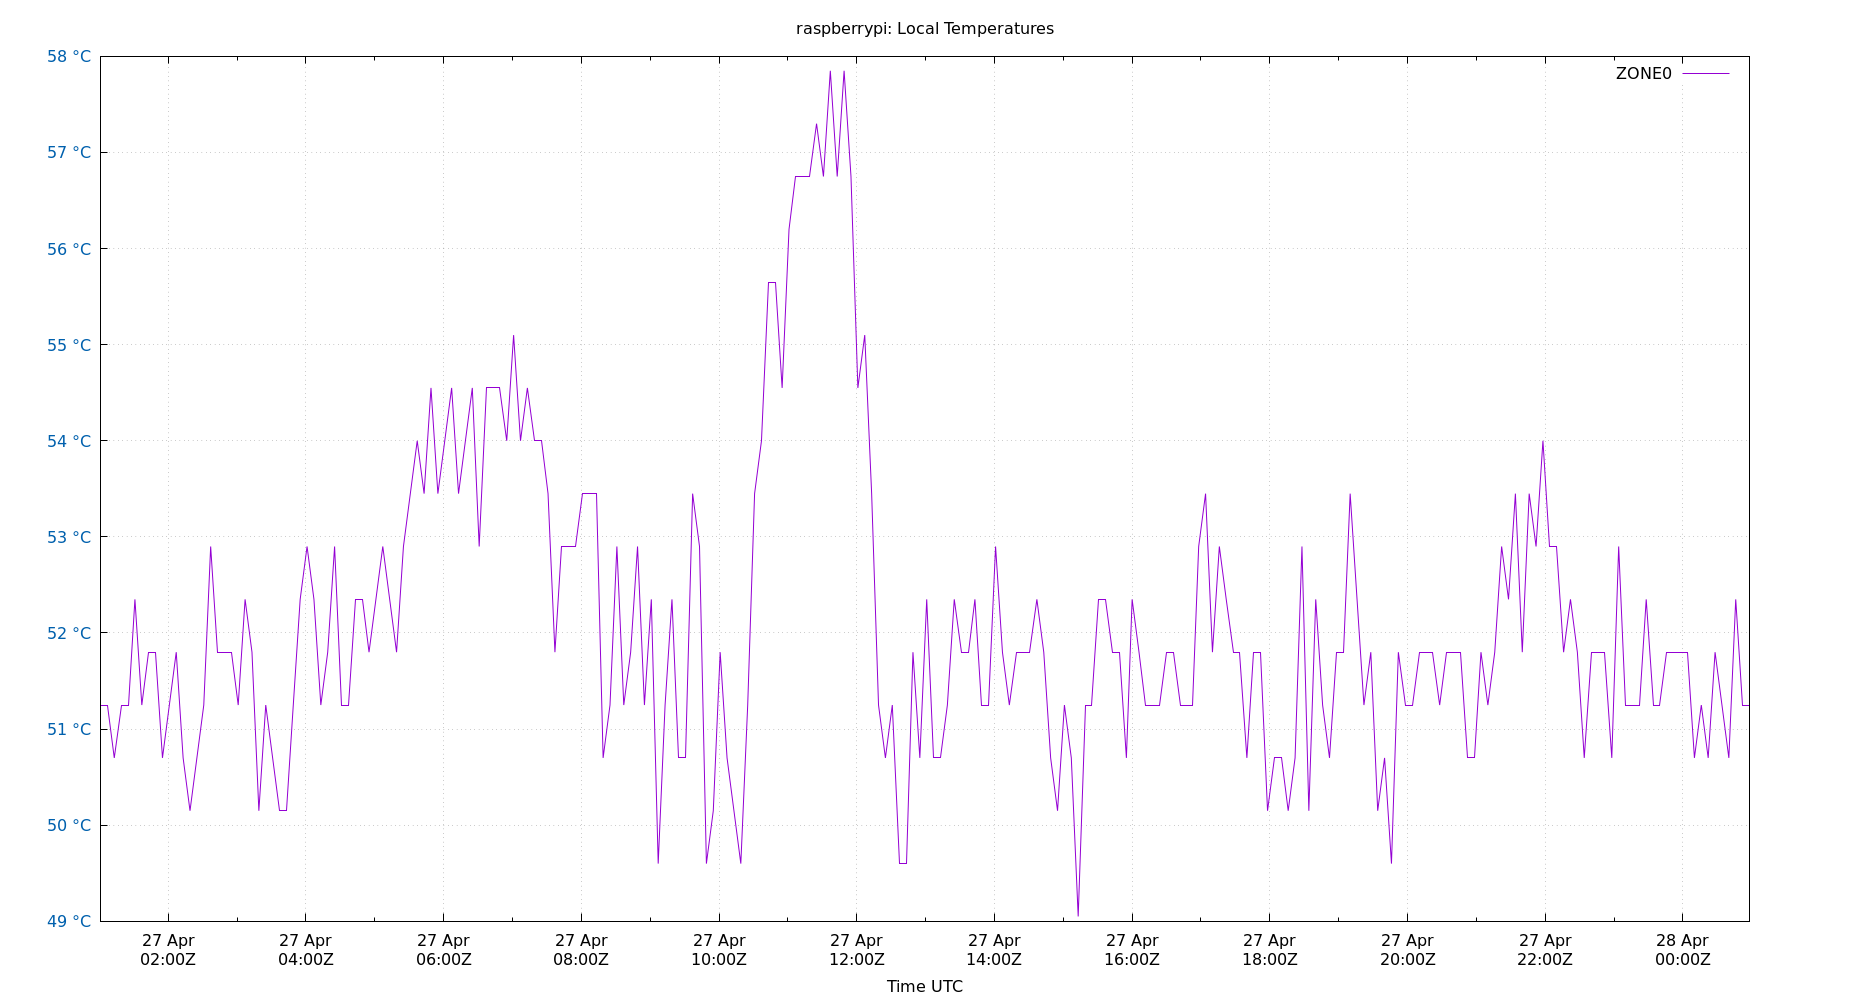 raspberrypi: Local Temperatures
58 °C
ZONE0
57 °C
56 °C
55 °C
54 °C
53 °C
52 °C
51 °C
50 °C
49 °C
27 Apr 27 Apr 27 Apr 27 Apr 27 Apr 27 Apr 27 Apr 27 Apr 27 Apr 27 Apr 27 Apr 28 Apr
02:00Z 04:00Z 06:00Z 08:00Z 10:00Z 12:00Z 14:00Z 16:00Z 18:00Z 20:00Z 22:00Z 00:00Z
Time UTC